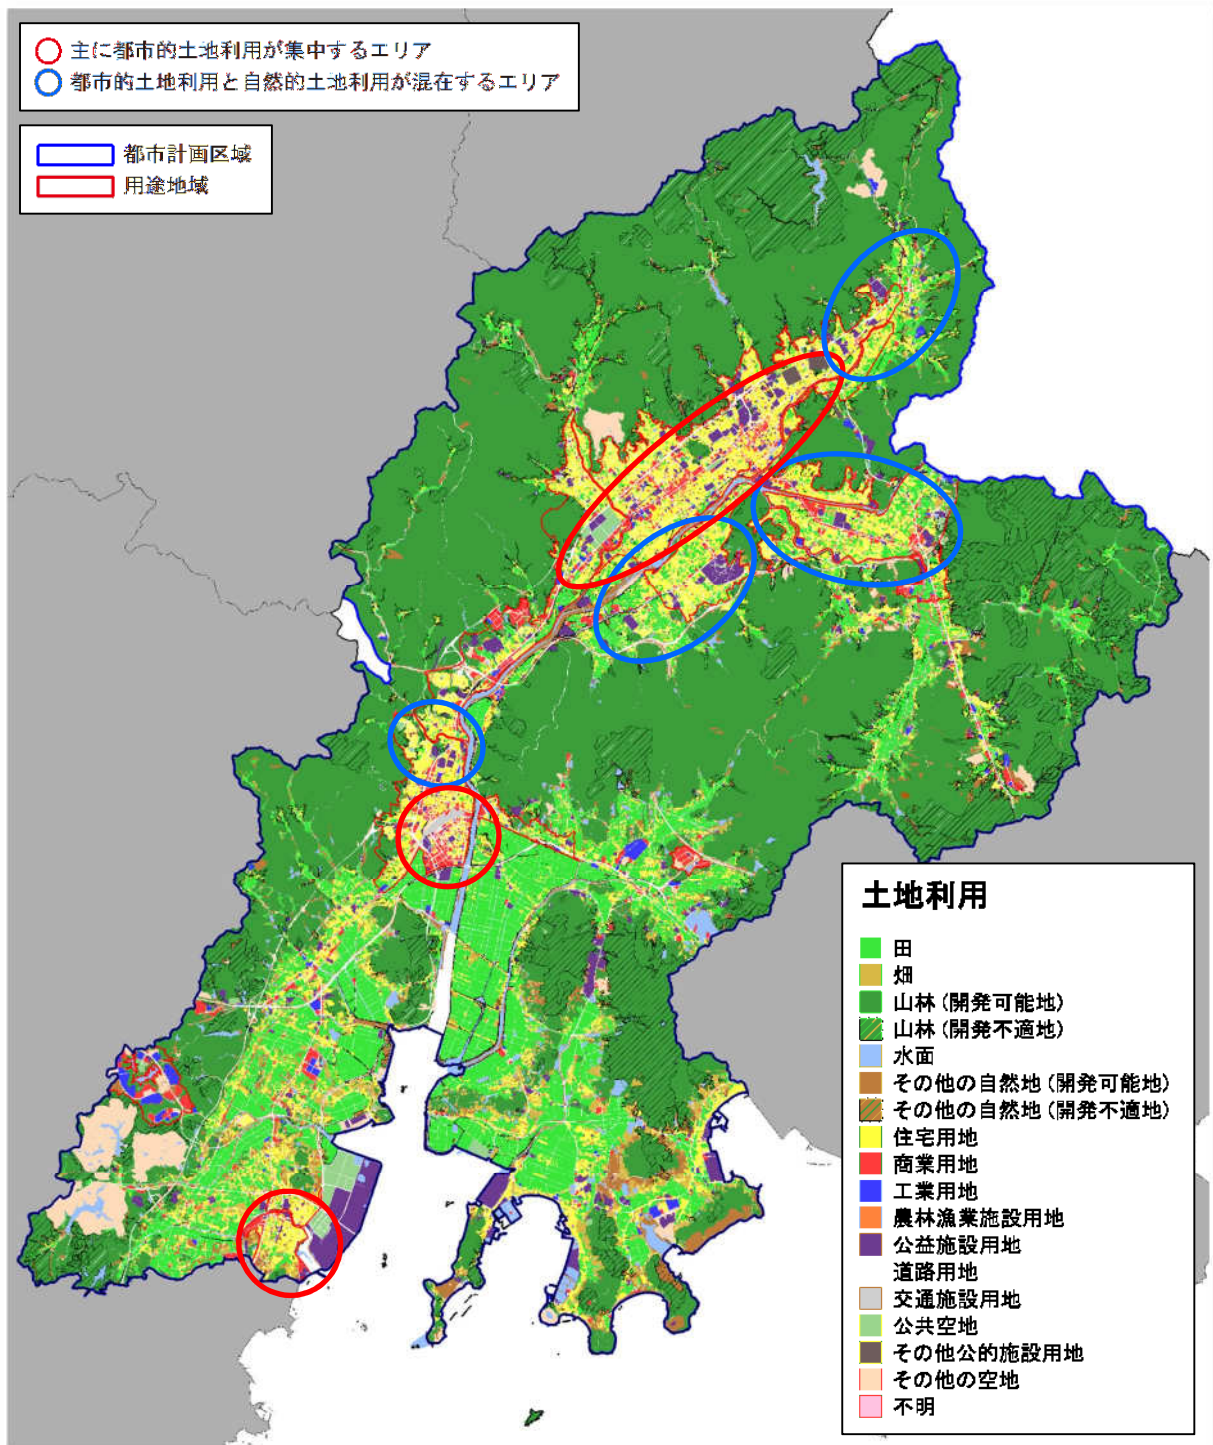 主に都市的土地利用が集中するエリア
都市的土地利用と自然的土地利用が混在するエリア
都市計画区域
用途地域
土地利用
田
畑
山林(開発可能地)
山林(開発不適地)
水面
その他の自然地(開発可能地)
その他の自然地(開発不適地)
住宅用地
商業用地
工業用地
農林漁業施設用地
公益施設用地
道路用地
交通施設用地
公共空地
その他公的施設用地
その他の空地
不明